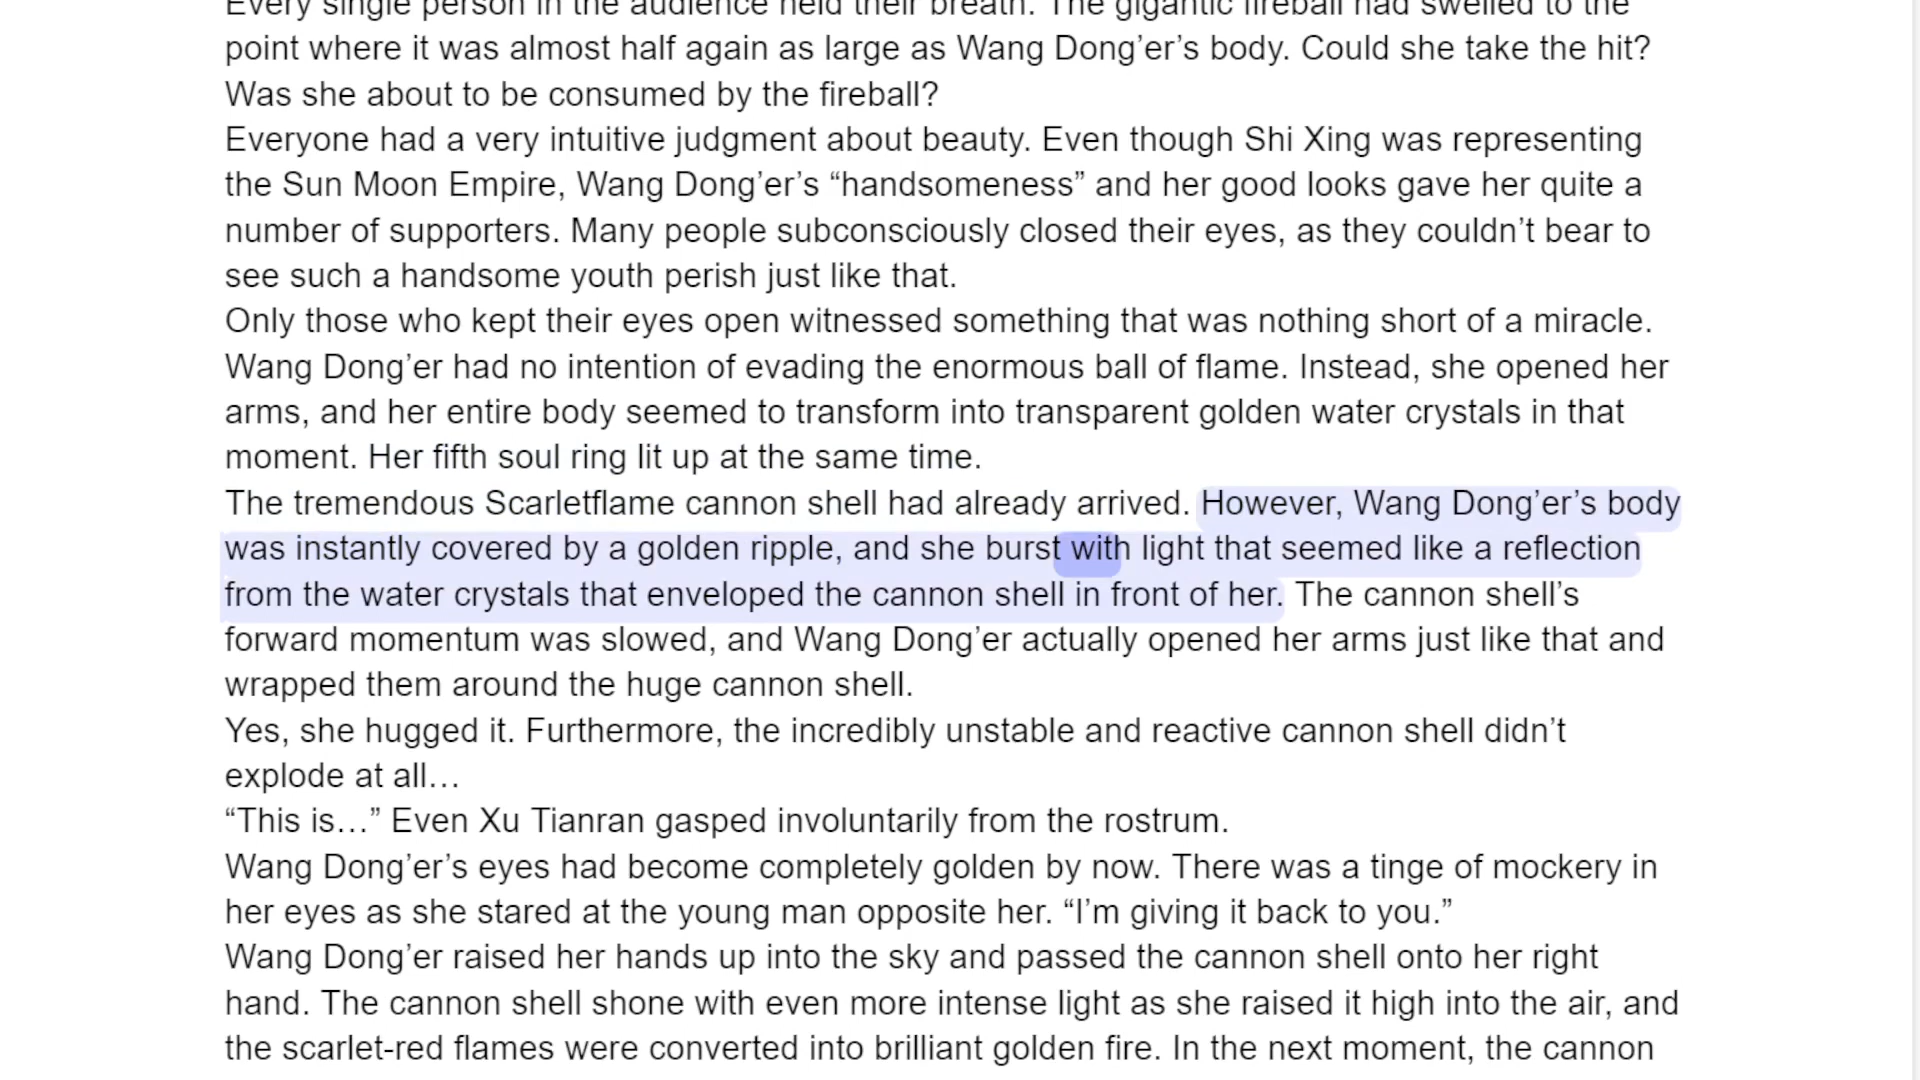 Every single person in the audience held their breath. The gigantic fireball had swelled to the
point where it was almost half again as large as Wang Dong’er’s body. Could she take the hit?
Was she about to be consumed by the fireball?
Everyone had a very intuitive judgment about beauty. Even though Shi Xing was representing
the Sun Moon Empire, Wang Dong’er’s “handsomeness” and her good looks gave her quite a
number of supporters. Many people subconsciously closed their eyes, as they couldn’t bear to
see such a handsome youth perish just like that.
Only those who kept their eyes open witnessed something that was nothing short of a miracle.
Wang Dong’er had no intention of evading the enormous ball of flame. Instead, she opened her
arms, and her entire body seemed to transform into transparent golden water crystals in that
moment. Her fifth soul ring lit up at the same time.
The tremendous Scarletflame cannon shell had already arrived. However, Wang Dong’er’s body
was instantly covered by a golden ripple, and she burst with light that seemed like a reflection
from the water crystals that enveloped the cannon shell in front of her. The cannon shell’s
forward momentum was slowed, and Wang Dong’er actually opened her arms just like that and
wrapped them around the huge cannon shell.
Yes, she hugged it. Furthermore, the incredibly unstable and reactive cannon shell didn’t
explode at all…
“This is…” Even Xu Tianran gasped involuntarily from the rostrum.
Wang Dong’er’s eyes had become completely golden by now. There was a tinge of mockery in
her eyes as she stared at the young man opposite her. “I’m giving it back to you.”
Wang Dong’er raised her hands up into the sky and passed the cannon shell onto her right
hand. The cannon shell shone with even more intense light as she raised it high into the air, and
the scarlet-red flames were converted into brilliant golden fire. In the next moment, the cannon